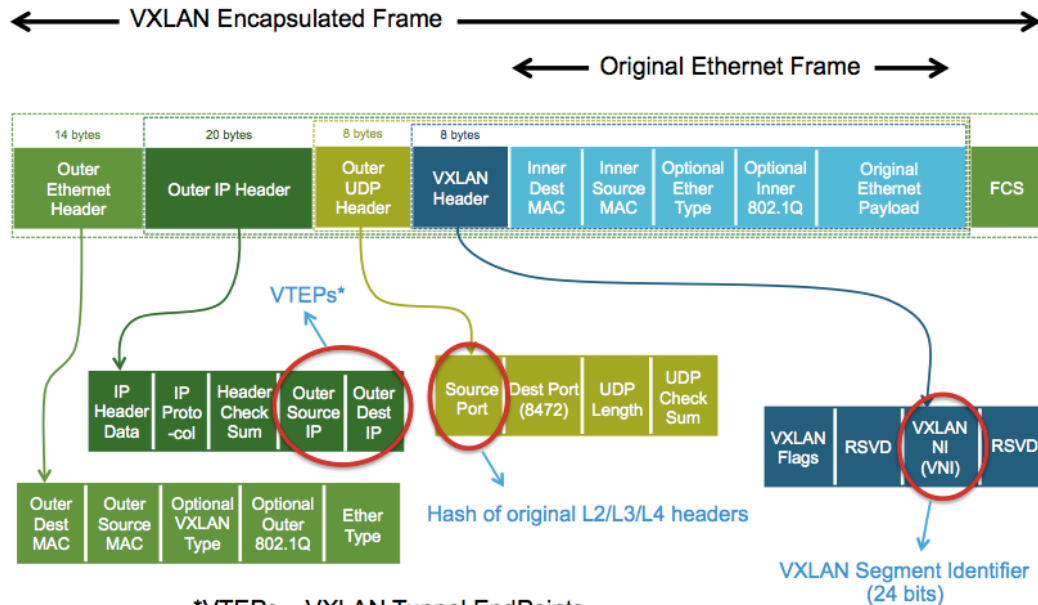 VXLAN Encapsulated Frame
Original Ethernet Frame
14 bytes
20 bytes
8 bytes
8 bytes
Outer
Ethernet
Header
Outer IP Header
Outer
UDP
Header
VXLAN
Header
Inner
Dest
MAC
Inner
Source
MAC
Optional
Ether
Type
Optional
Inner
802.1Q
Original
Ethernet
Payload
FCS
VTEPs*
IP
Header
Data
IP
Proto
-col
Header
Check
Sum
Outer
Source
IP
Outer
Dest
IP
Source
Port
Dest Port
(8472)
UDP
Length
UDP
Check
Sum
VXLAN
Flags
RSVD
VXLAN
NI
(VNI)
RSVD
Outer
Dest
MAC
Outer
Source
MAC
Optional
VXLAN
Type
Optional
Outer
802.1Q
Ether
Type
Hash of original L2/L3/L4 headers
VXLAN Segment Identifier
(24 bits)
*VTEPs VXLAN Tunnel EndPoints